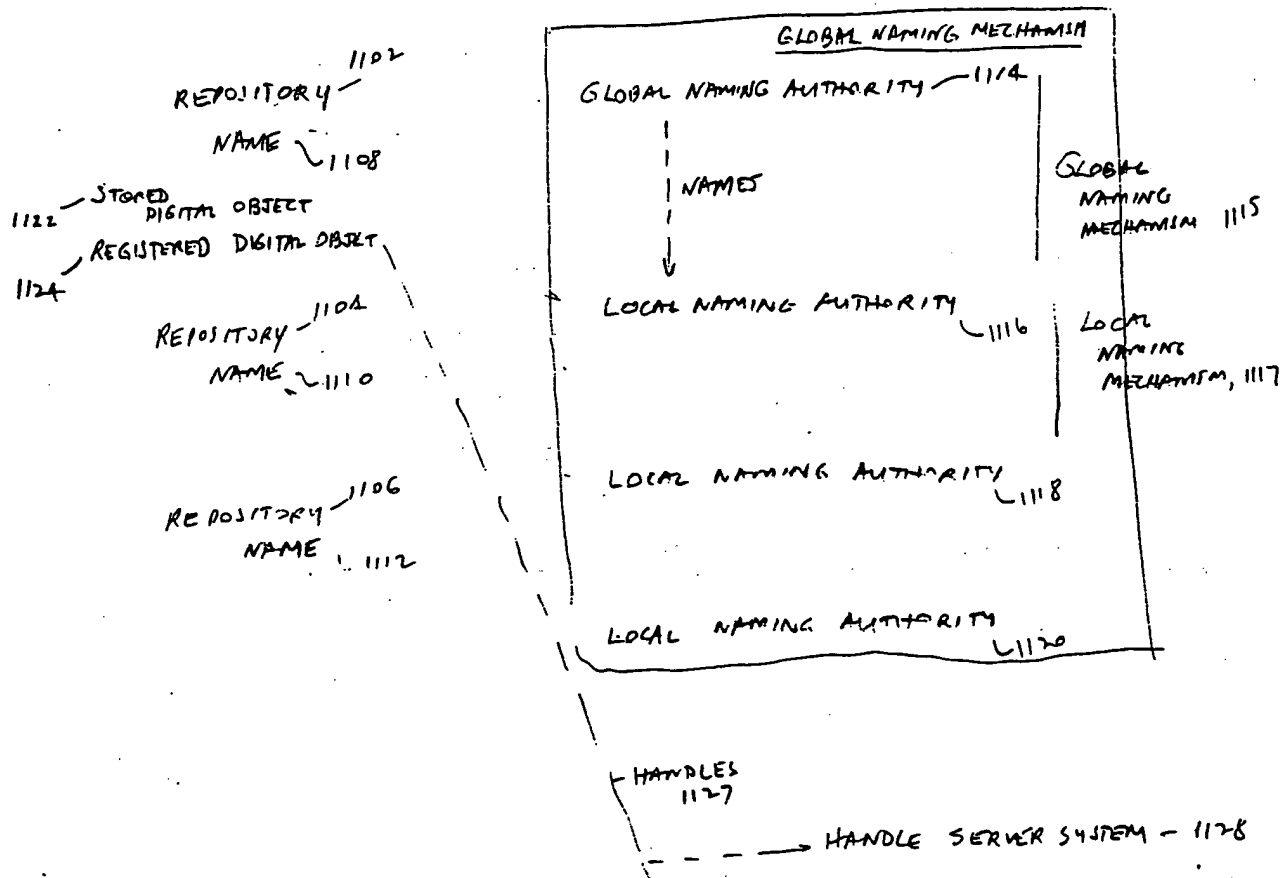 1102
REPOSITORY
NAME
1108
1122
STORED
DIGITAL OBJECT
REGISTERED DIGITAL OBJECT
1124
1104
REPOSITORY
NAME
1110
1106
REPOSITORY
NAME
1112
GLOBAL NAMING MECHANISM
GLOBAL NAMING AUTHORITY
1114
NAMES
GLOBAL
NAMING
MECHANISM 1115
LOCAL NAMING AUTHORITY
1116
LOCAL
NAMING
MECHANISM, 1117
LOCAL NAMING AUTHORITY
1118
LOCAL NAMING AUTHORITY
1120
HANDLES
1127
HANDLE SERVER SYSTEM - 1128